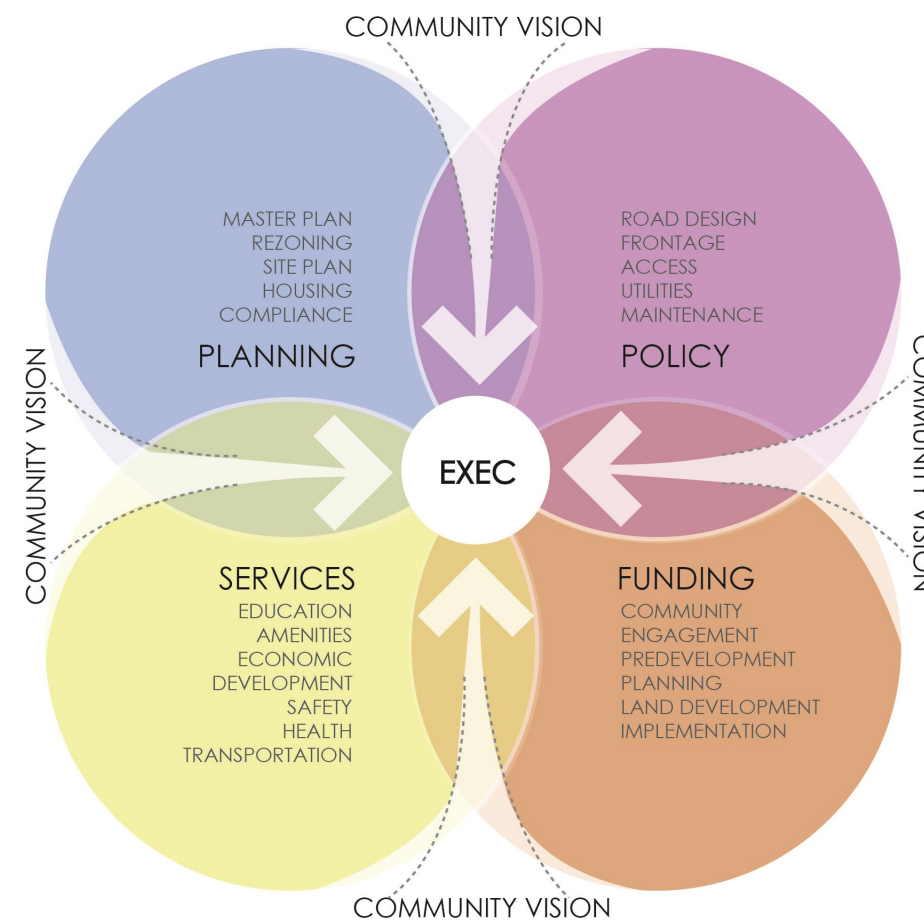 COMMUNITY VISION
MASTER PLAN
REZONING
SITE PLAN
HOUSING
COMPLIANCE
PLANNING
ROAD DESIGN
FRONTAGE
ACCESS
UTILITIES
MAINTENANCE
POLICY
COMMUNITY VISION
EXEC
COMMUNITY VISION
SERVICES
EDUCATION
AMENITIES
ECONOMIC
DEVELOPMENT
SAFETY
HEALTH
TRANSPORTATION
FUNDING
COMMUNITY
ENGAGEMENT
PREDEVELOPMENT
PLANNING
LAND DEVELOPMENT
IMPLEMENTATION
COMMUNITY VISION